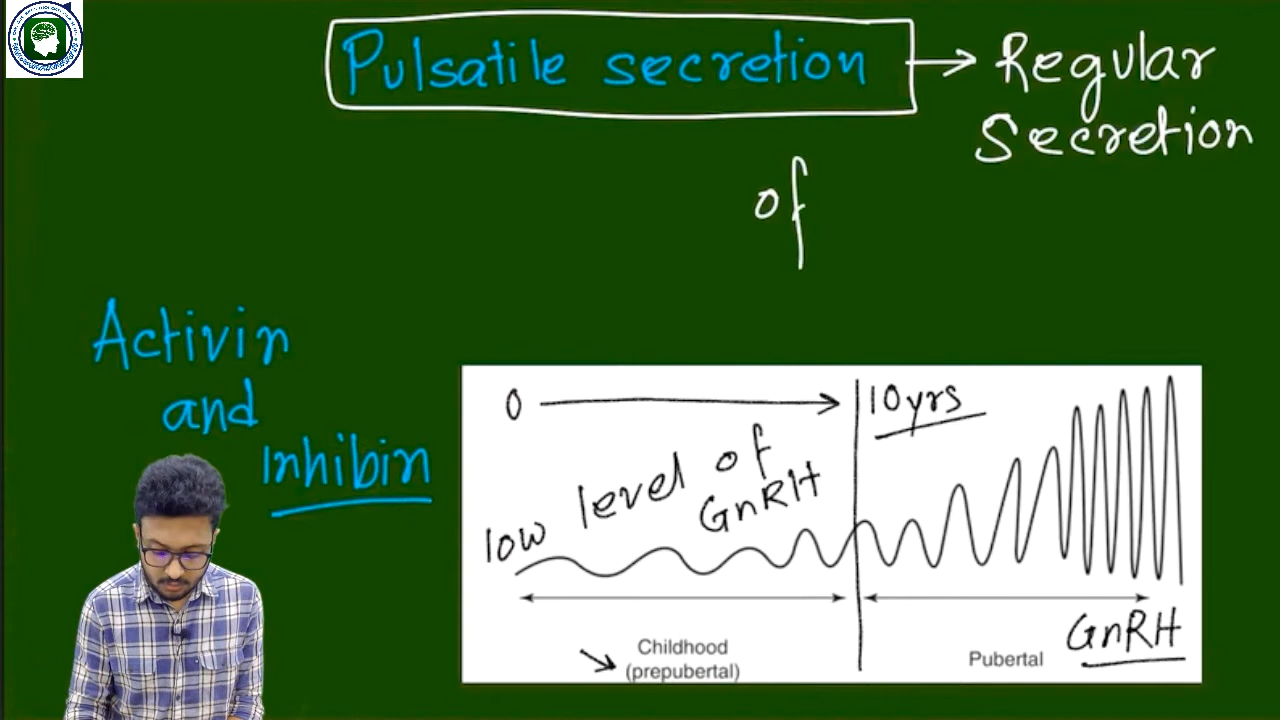 Pulsatile secretion → Regular
Secretion
of
Activin
and
Inhibin
0 → 10yrs
low level of
GnRH
GnRH
Childhood
(prepubertal)
Pubertal